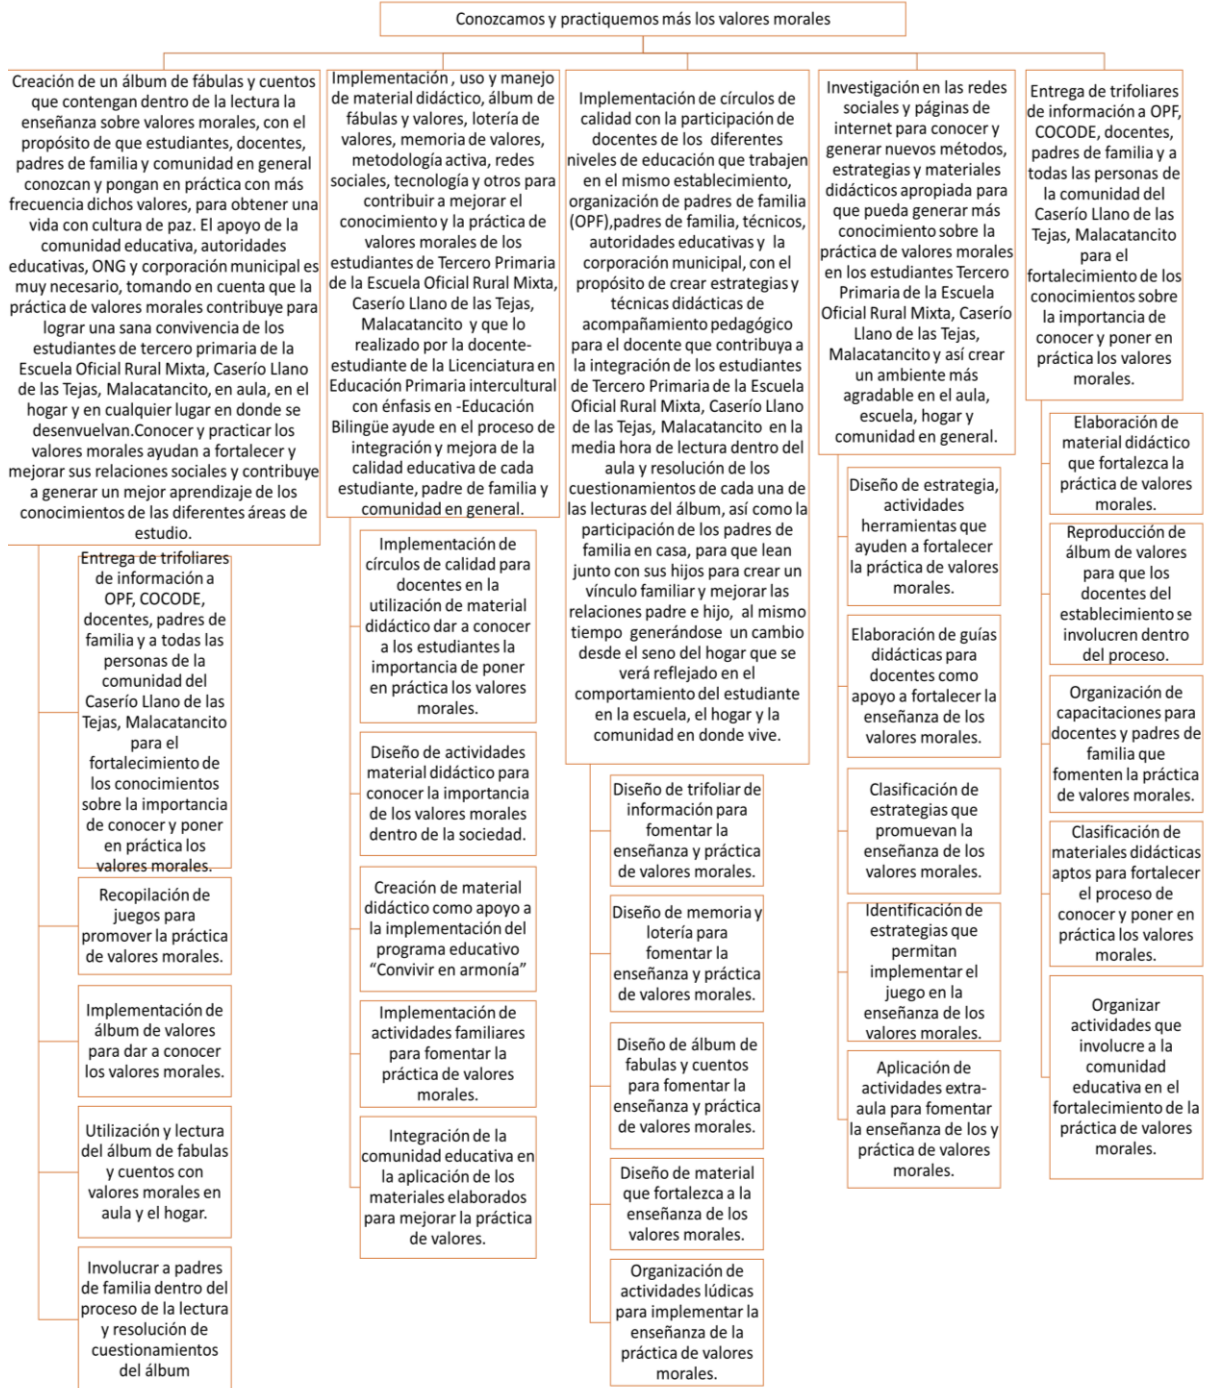 Conozcamos y practiquemos más los valores morales
Creación de un álbum de fábulas y cuentos
que contengan dentro de la lectura la
enseñanza sobre valores morales, con el
propósito de que estudiantes, docentes,
padres de familia y comunidad en general
conozcan y pongan en práctica con más
frecuencia dichos valores, para obtener una
vida con cultura de paz. El apoyo de la
comunidad educativa, autoridades
educativas, ONG y corporación municipal es
muy necesario, tomando en cuenta que la
práctica de valores morales contribuye para
lograr una sana convivencia de los
estudiantes de tercero primaria de la
Escuela Oficial Rural Mixta, Caserío Llano
de las Tejas, Malacatancito, en aula, en el
hogar y en cualquier lugar en donde se
desenvuelvan.Conocer y practicar los
valores morales ayudan a fortalecer y
mejorar sus relaciones sociales y contribuye
a generar un mejor aprendizaje de los
conocimientos de las diferentes áreas de
estudio.
Entrega de trifoliares
de información a
OPF, COCODE,
docentes, padres de
familia y a todas las
personas de la
comunidad del
Caserío Llano de las
Tejas, Malacatancito
para el
fortalecimiento de
los conocimientos
sobre la importancia
de conocer y poner
en práctica los
valores morales.
Recopilación de
juegos para
promover la práctica
de valores morales.
Implementación de
álbum de valores
para dar a conocer
los valores morales.
Utilización y lectura
del álbum de fabulas
y cuentos con
valores morales en
aula y el hogar.
Involucrar a padres
de familia dentro del
proceso de la lectura
y resolución de
cuestionamientos
del álbum
Implementación , uso y manejo
de material didáctico, álbum de
fábulas y valores, lotería de
valores, memoria de valores,
metodología activa, redes
sociales, tecnología y otros para
contribuir a mejorar el
conocimiento y la práctica de
valores morales de los
estudiantes de Tercero Primaria
de la Escuela Oficial Rural Mixta,
Caserío Llano de las Tejas,
Malacatancito y que lo
realizado por la docente-
estudiante de la Licenciatura en
Educación Primaria intercultural
con énfasis en -Educación
Bilingüe ayude en el proceso de
integración y mejora de la
calidad educativa de cada
estudiante, padre de familia y
comunidad en general.
Implementación de
círculos de calidad para
docentes en la
utilización de material
didáctico dar a conocer
a los estudiantes la
importancia de poner
en práctica los valores
morales.
Diseño de actividades
material didáctico para
conocer la importancia
de los valores morales
dentro de la sociedad.
Creación de material
didáctico como apoyo a
la implementación del
programa educativo
“Convivir en armonía”
Implementación de
actividades familiares
para fomentar la
práctica de valores
morales.
Integración de la
comunidad educativa en
la aplicación de los
materiales elaborados
para mejorar la práctica
de valores.
Implementación de círculos de
calidad con la participación de
docentes de los diferentes
niveles de educación que trabajen
en el mismo establecimiento,
organización de padres de familia
(OPF),padres de familia, técnicos,
autoridades educativas y la
corporación municipal, con el
propósito de crear estrategias y
técnicas didácticas de
acompañamiento pedagógico
para el docente que contribuya a
la integración de los estudiantes
de Tercero Primaria de la Escuela
Oficial Rural Mixta, Caserío Llano
de las Tejas, Malacatancito en la
media hora de lectura dentro del
aula y resolución de los
cuestionamientos de cada una de
las lecturas del álbum, así como la
participación de los padres de
familia en casa, para que lean
junto con sus hijos para crear un
vínculo familiar y mejorar las
relaciones padre e hijo, al mismo
tiempo generándose un cambio
desde el seno del hogar que se
verá reflejado en el
comportamiento del estudiante
en la escuela, el hogar y la
comunidad en donde vive.
Diseño de trifoliar de
información para
fomentar la
enseñanza y práctica
de valores morales.
Diseño de memoria y
lotería para
fomentar la
enseñanza y práctica
de valores morales.
Diseño de álbum de
fabulas y cuentos
para fomentar la
enseñanza y práctica
de valores morales.
Diseño de material
que fortalezca a la
enseñanza de los
valores morales.
Organización de
actividades lúdicas
para implementar la
enseñanza de la
práctica de valores
morales.
Investigación en las redes
sociales y páginas de
internet para conocer y
generar nuevos métodos,
estrategias y materiales
didácticos apropiada para
que pueda generar más
conocimiento sobre la
práctica de valores morales
en los estudiantes Tercero
Primaria de la Escuela
Oficial Rural Mixta, Caserío
Llano de las Tejas,
Malacatancito y así crear
un ambiente más
agradable en el aula,
escuela, hogar y
comunidad en general.
Diseño de estrategia,
actividades
herramientas que
ayuden a fortalecer
la práctica de valores
morales.
Elaboración de guías
didácticas para
docentes como
apoyo a fortalecer la
enseñanza de los
valores morales.
Clasificación de
estrategias que
promuevan la
enseñanza de los
valores morales.
Identificación de
estrategias que
permitan
implementar el
juego en la
enseñanza de los
valores morales.
Aplicación de
actividades extra-
aula para fomentar
la enseñanza de los y
práctica de valores
morales.
Entrega de trifoliares
de información a OPF,
COCODE, docentes,
padres de familia y a
todas las personas de
la comunidad del
Caserío Llano de las
Tejas, Malacatancito
para el
fortalecimiento de los
conocimientos sobre
la importancia de
conocer y poner en
práctica los valores
morales.
Elaboración de
material didáctico
que fortalezca la
práctica de valores
morales.
Reproducción de
álbum de valores
para que los
docentes del
establecimiento se
involucren dentro
del proceso.
Organización de
capacitaciones para
docentes y padres de
familia que
fomenten la práctica
de valores morales.
Clasificación de
materiales didácticas
aptos para fortalecer
el proceso de
conocer y poner en
práctica los valores
morales.
Organizar
actividades que
involucre a la
comunidad
educativa en el
fortalecimiento de la
práctica de valores
morales.